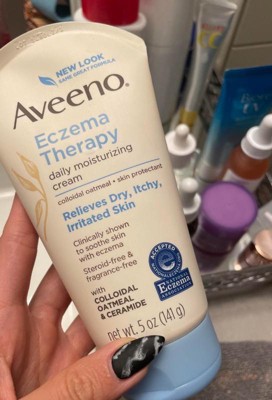 NEW LOOK
SAME GREAT FORMULA
Aveeno®
Eczema
Therapy
daily moisturizing
cream
colloidal oatmeal • skin protectant
Relieves Dry, Itchy,
Irritated Skin
Clinically shown
to soothe skin
with eczema
Steroid-free &
fragrance-free
with
COLLOIDAL
OATMEAL
& CERAMIDE
ACCEPTED
e
NATIONAL
Eczema
ASSOCIATION
net wt. 5 oz (141 g)